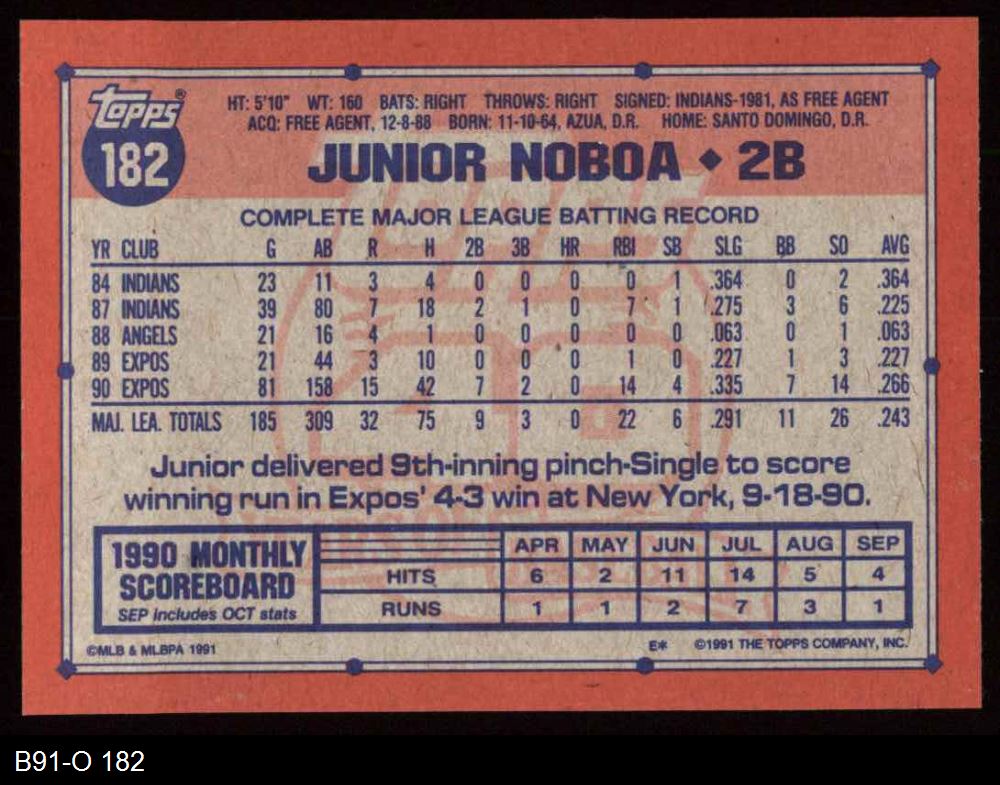 topps®
182
HT: 5'10" WT: 160 BATS: RIGHT THROWS: RIGHT SIGNED: INDIANS-1981, AS FREE AGENT
ACQ: FREE AGENT, 12-8-88 BORN: 11-10-64, AZUA, D.R. HOME: SANTO DOMINGO, D.R.
JUNIOR NOBOA ◆ 2B
COMPLETE MAJOR LEAGUE BATTING RECORD
YR CLUB G AB R H 2B 3B HR RBI SB SLG BB SO AVG
84 INDIANS 23 11 3 4 0 0 0 0 1 .364 0 2 .364
87 INDIANS 39 80 7 18 2 1 0 7 1 .275 3 6 .225
88 ANGELS 21 16 4 1 0 0 0 0 0 .063 0 1 .063
89 EXPOS 21 44 3 10 0 0 0 1 0 .227 1 3 .227
90 EXPOS 81 158 15 42 7 2 0 14 4 .335 7 14 .266
MAJ. LEA. TOTALS 185 309 32 75 9 3 0 22 6 .291 11 26 .243
Junior delivered 9th-inning pinch-Single to score
winning run in Expos' 4-3 win at New York, 9-18-90.
1990 MONTHLY
SCOREBOARD
SEP includes OCT stats
APR MAY JUN JUL AUG SEP
HITS 6 2 11 14 5 4
RUNS 1 1 2 7 3 1
©MLB & MLBPA 1991 E* ©1991 THE TOPPS COMPANY, INC.
B91-O 182